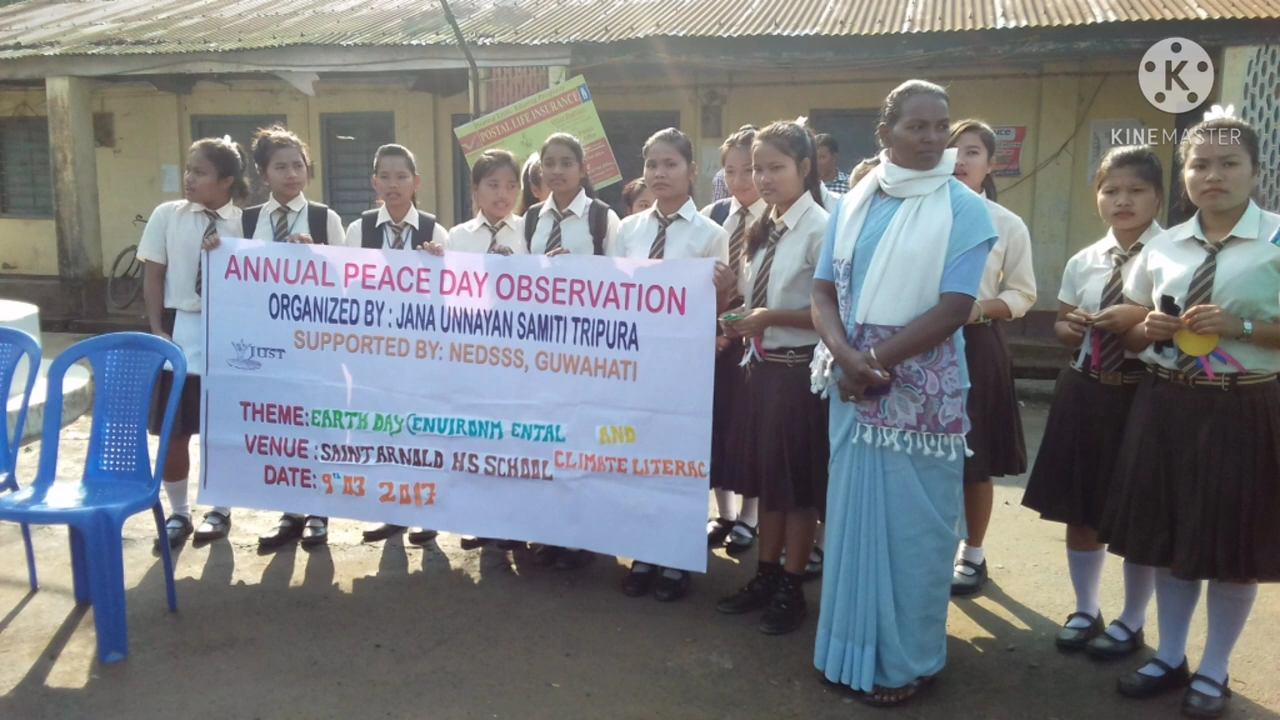 K
KINEMASTER
POSTAL LIFE INSURANCE
ANNUAL PEACE DAY OBSERVATION
ORGANIZED BY : JANA UNNAYAN SAMITI TRIPURA
SUPPORTED BY: NEDSSS, GUWAHATI
JUST
THEME: EARTH DAY (ENVIRONM ENTAL AND
CLIMATE LITERAC
VENUE : SAINT ARNOLD H.S SCHOOL
DATE: 9th 03 2017